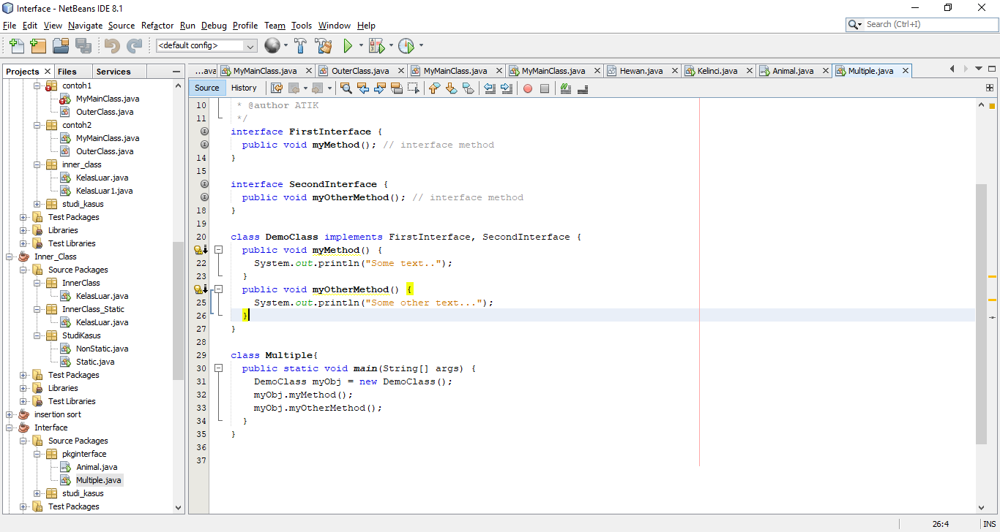 Interface - NetBeans IDE 8.1
File Edit View Navigate Source Refactor Run Debug Profile Team Tools Window Help
Search (Ctrl+I)
<default config>
Projects Files Services
...ava MyMainClass.java OuterClass.java MyMainClass.java MyMainClass.java Hewan.java Kelinci.java Animal.java Multiple.java
Source History
contoh1
MyMainClass.java
OuterClass.java
contoh2
MyMainClass.java
OuterClass.java
inner_class
KelasLuar.java
KelasLuar1.java
studi_kasus
Test Packages
Libraries
Test Libraries
Inner_Class
Source Packages
InnerClass
KelasLuar.java
InnerClass_Static
KelasLuar.java
StudiKasus
NonStatic.java
Static.java
Test Packages
Libraries
Test Libraries
insertion sort
Interface
Source Packages
pkginterface
Animal.java
Multiple.java
studi_kasus
Test Packages
10 * @author ATIK
11 */
interface FirstInterface {
public void myMethod(); // interface method
14 }
15
interface SecondInterface {
public void myOtherMethod(); // interface method
18 }
19
20 class DemoClass implements FirstInterface, SecondInterface {
public void myMethod() {
22 System.out.println("Some text..");
23 }
public void myOtherMethod() {
25 System.out.println("Some other text...");
26 }
27 }
28
29 class Multiple{
30 public static void main(String[] args) {
31 DemoClass myObj = new DemoClass();
32 myObj.myMethod();
33 myObj.myOtherMethod();
34 }
35 }
36
37
26:4 INS